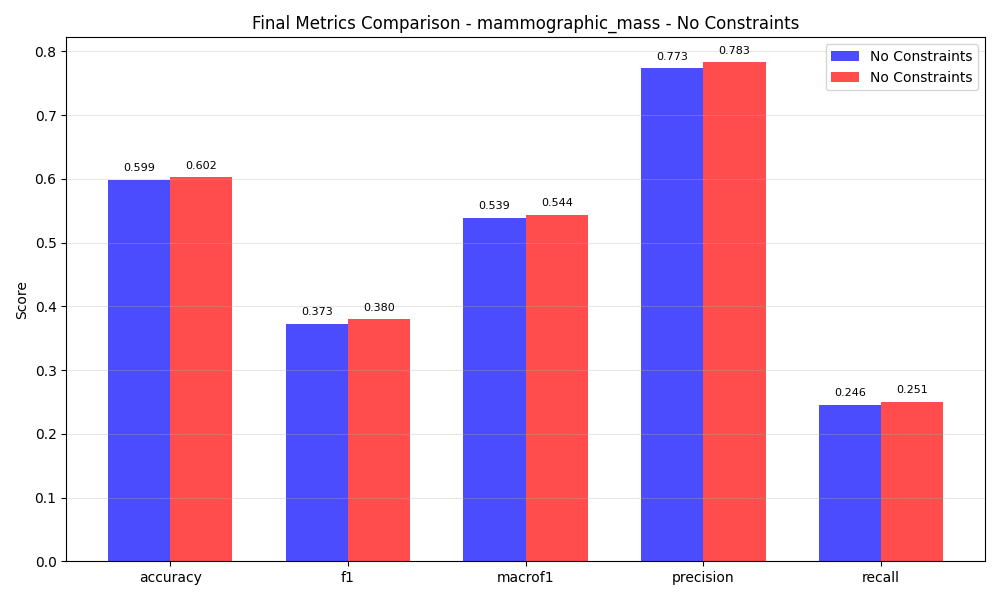 Final Metrics Comparison - mammographic_mass - No Constraints
No Constraints
No Constraints
Score
0.8
0.7
0.6
0.5
0.4
0.3
0.2
0.1
0.0
0.599
0.602
0.373
0.380
0.539
0.544
0.773
0.783
0.246
0.251
accuracy
f1
macrof1
precision
recall